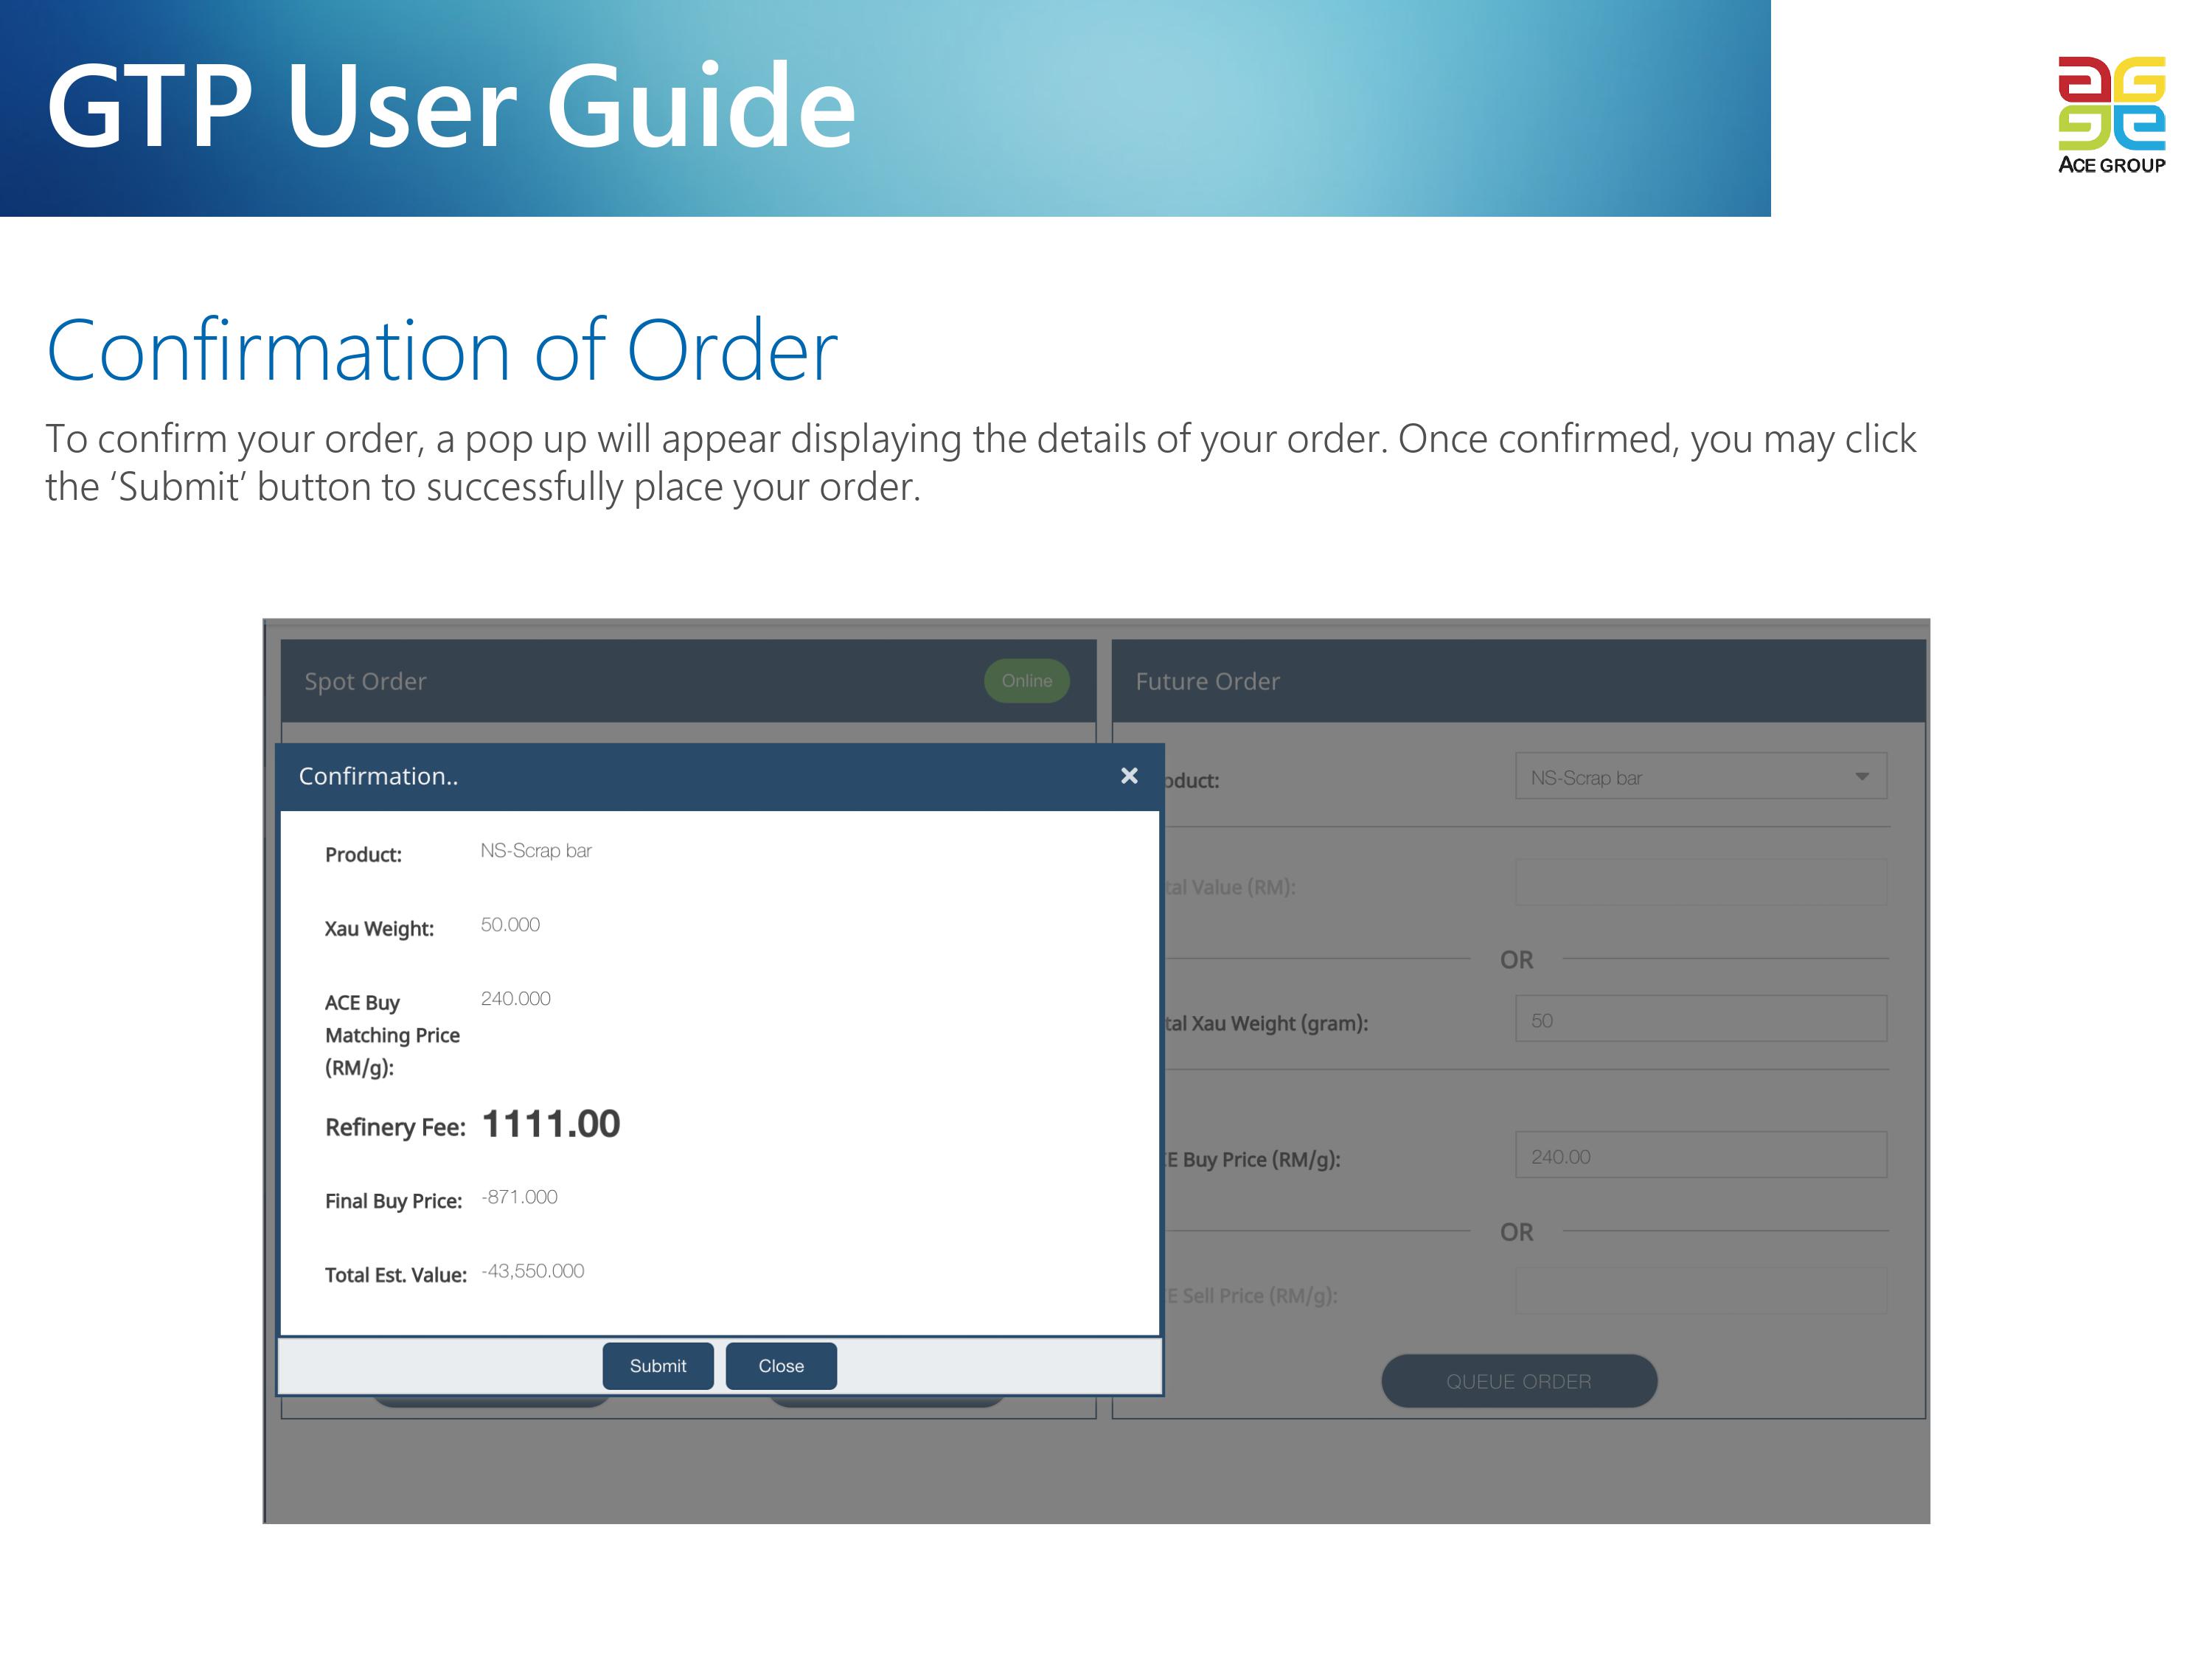 GTP User Guide
ACE GROUP
Confirmation of Order
To confirm your order, a pop up will appear displaying the details of your order. Once confirmed, you may click
the ‘Submit’ button to successfully place your order.
Spot Order
Online
Future Order
Confirmation..
Product: NS-Scrap bar
Xau Weight: 50.000
ACE Buy 240.000
Matching Price
(RM/g):
Refinery Fee: 1111.00
Final Buy Price: -871.000
Total Est. Value: -43,550.000
Submit
Close
oduct: NS-Scrap bar
tal Value (RM):
OR
tal Xau Weight (gram): 50
E Buy Price (RM/g): 240.00
OR
E Sell Price (RM/g):
QUEUE ORDER